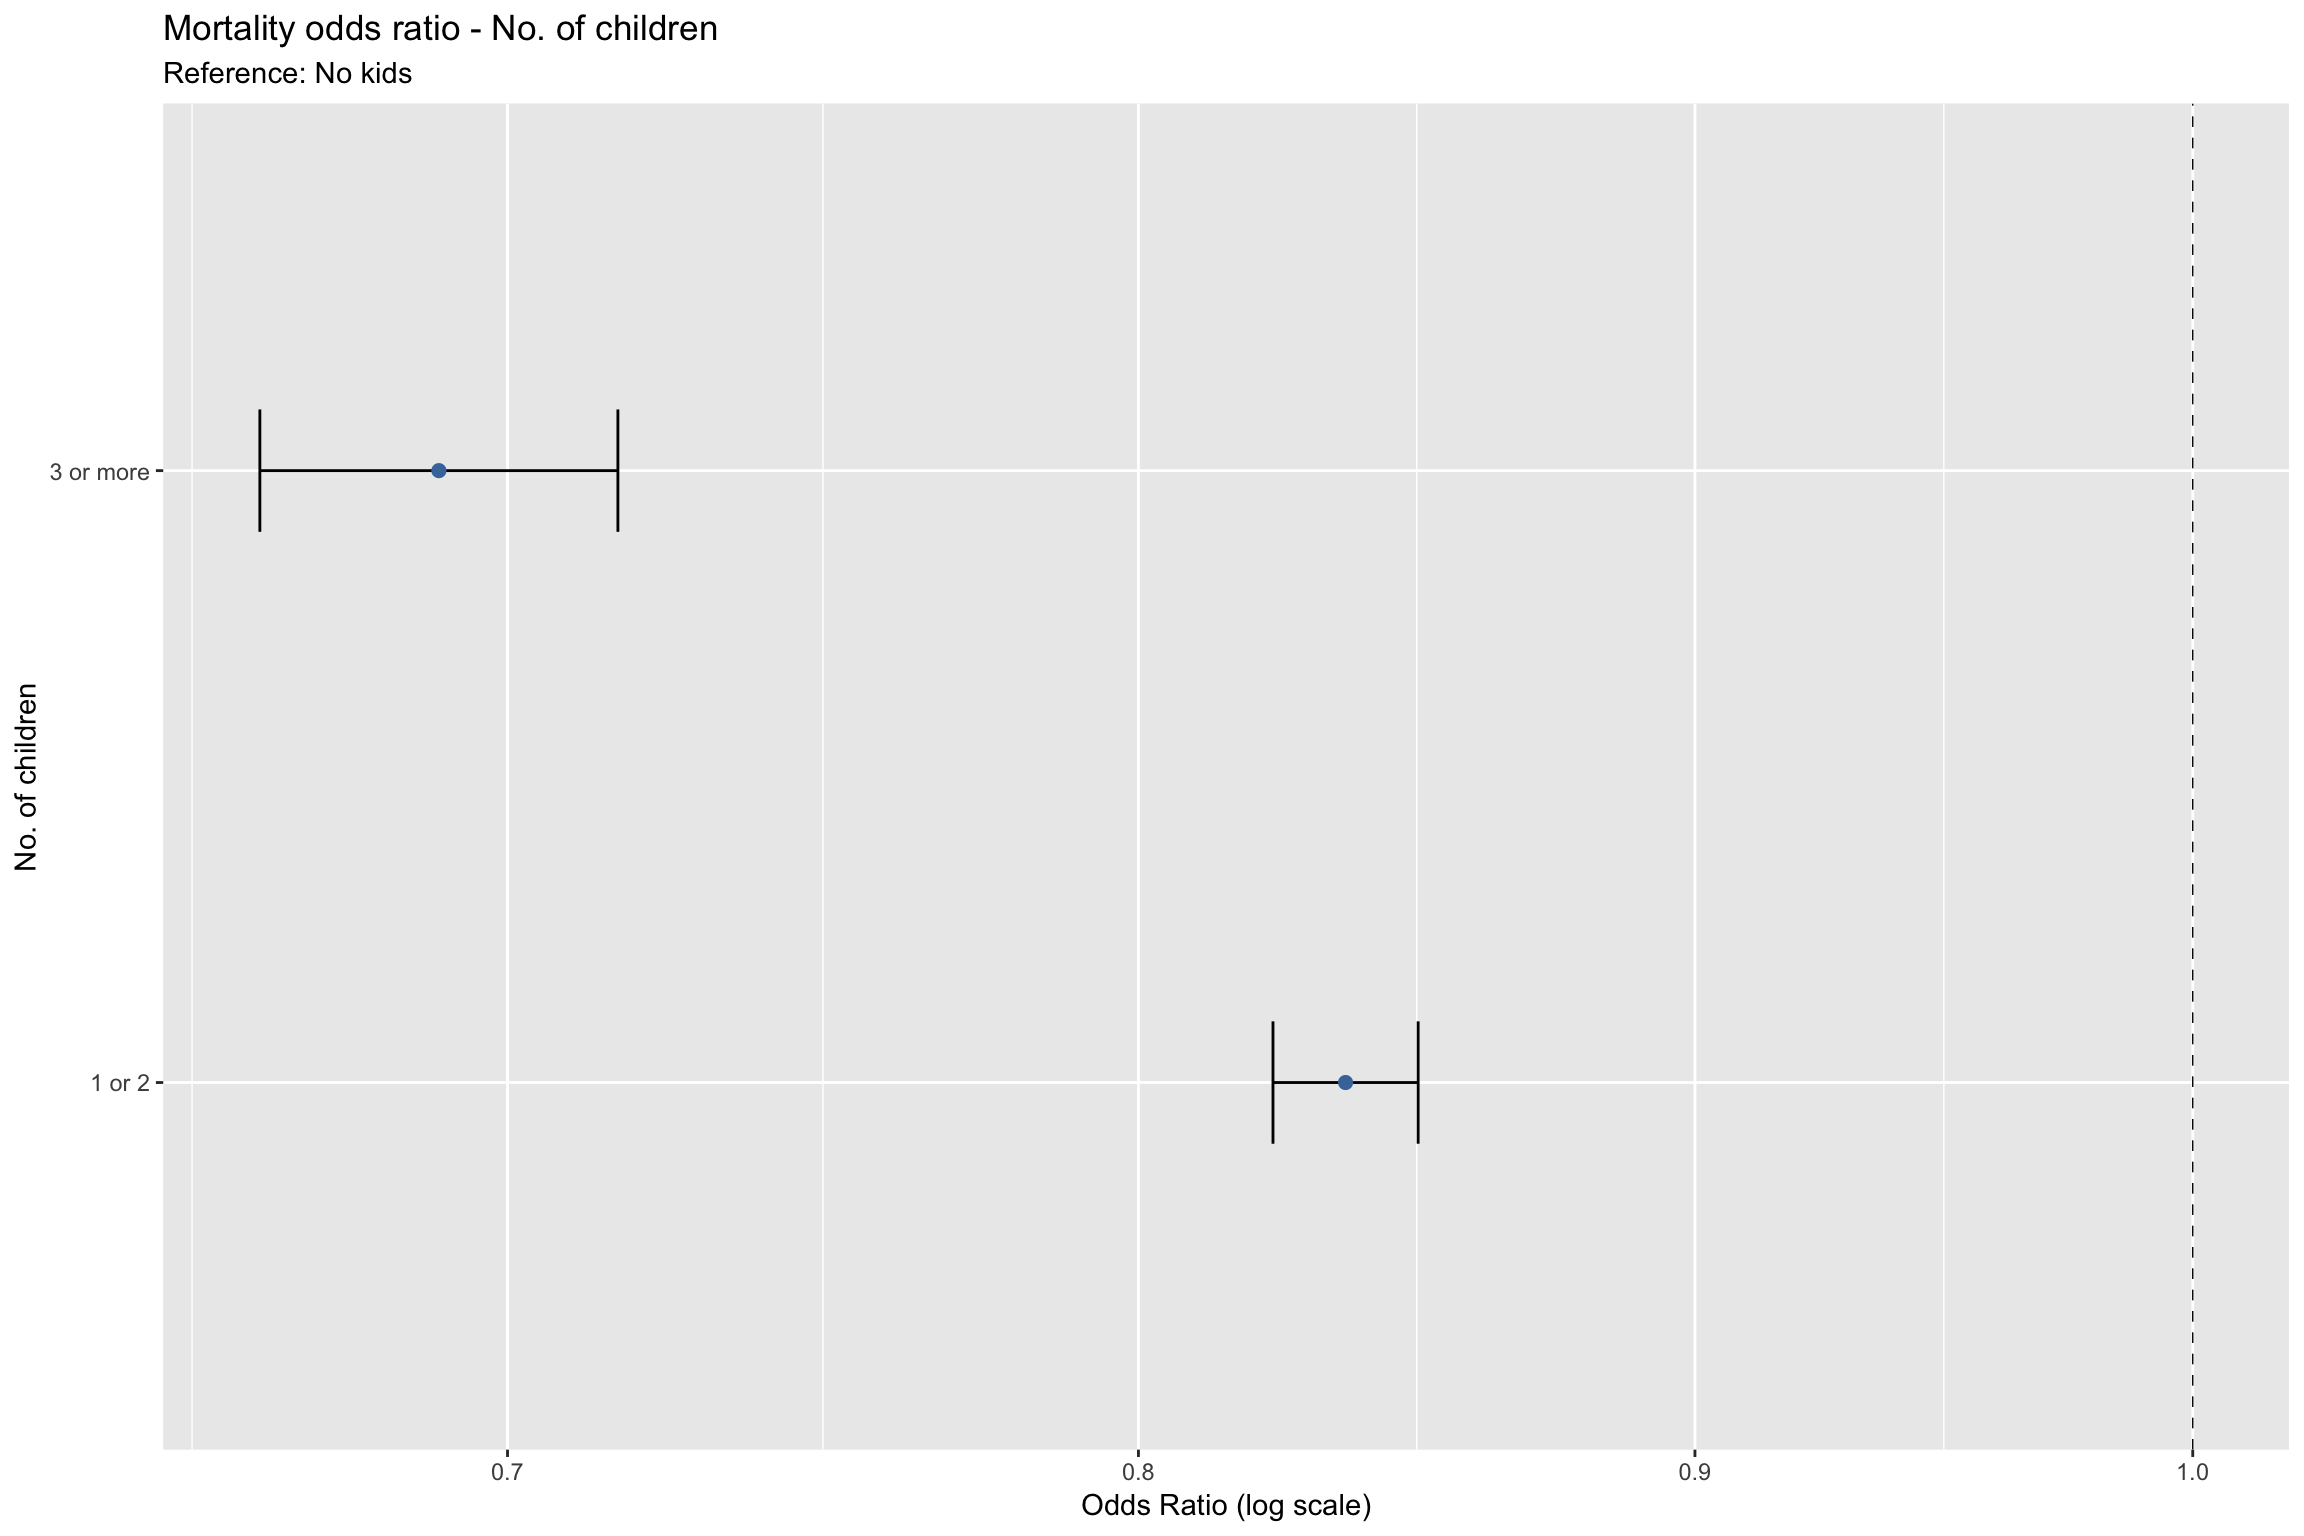 Mortality odds ratio - No. of children
Reference: No kids
No. of children
3 or more
1 or 2
0.7
0.8
0.9
1.0
Odds Ratio (log scale)